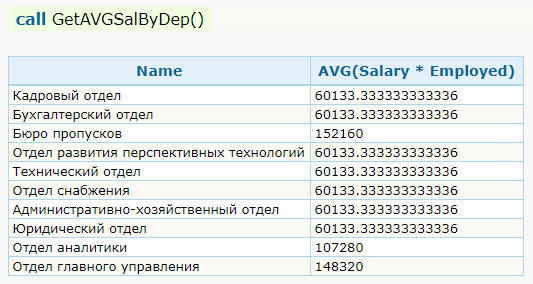 call GetAVGSalByDep()
Name AVG(Salary * Employed)
Кадровый отдел 60133.333333333336
Бухгалтерский отдел 60133.333333333336
Бюро пропусков 152160
Отдел развития перспективных технологий 60133.333333333336
Технический отдел 60133.333333333336
Отдел снабжения 60133.333333333336
Административно-хозяйственный отдел 60133.333333333336
Юридический отдел 60133.333333333336
Отдел аналитики 107280
Отдел главного управления 148320